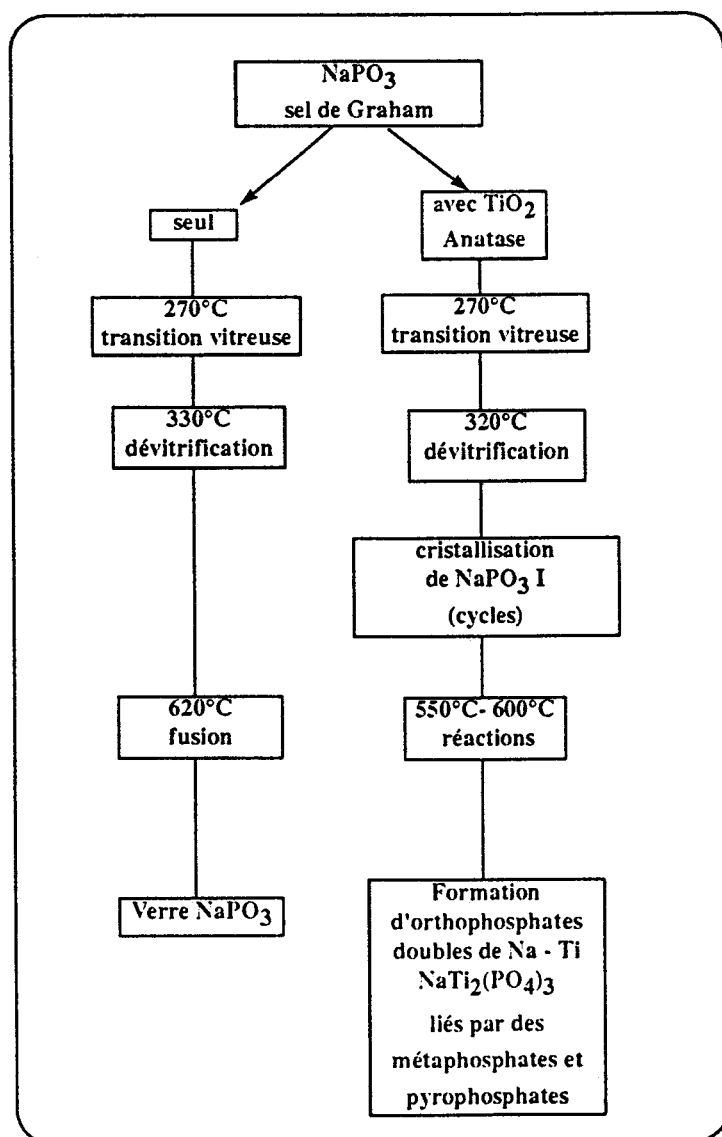 NaPO3
sel de Graham
seul
avec TiO2
Anatase
270°C
transition vitreuse
270°C
transition vitreuse
330°C
dévitrification
320°C
dévitrification
cristallisation
de NaPO3 I
(cycles)
620°C
fusion
550°C- 600°C
réactions
Verre NaPO3
Formation
d'orthophosphates
doubles de Na - Ti
NaTi2(PO4)3
liés par des
métaphosphates et
pyrophosphates